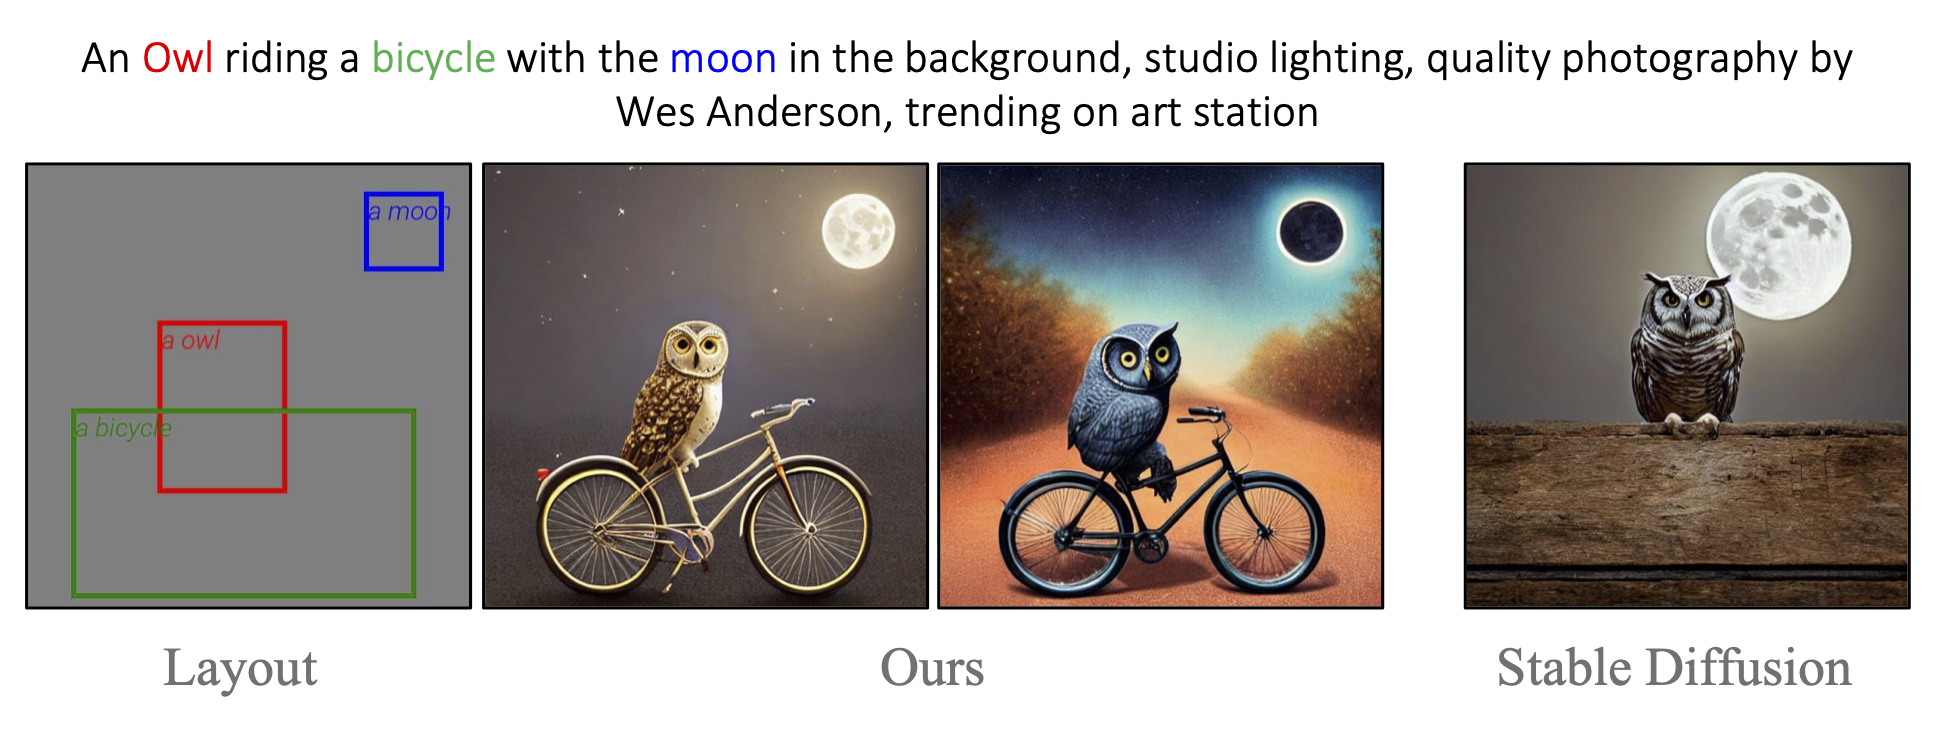 An Owl riding a bicycle with the moon in the background, studio lighting, quality photography by
Wes Anderson, trending on art station
a moon
a owl
a bicycle
Layout
Ours
Stable Diffusion